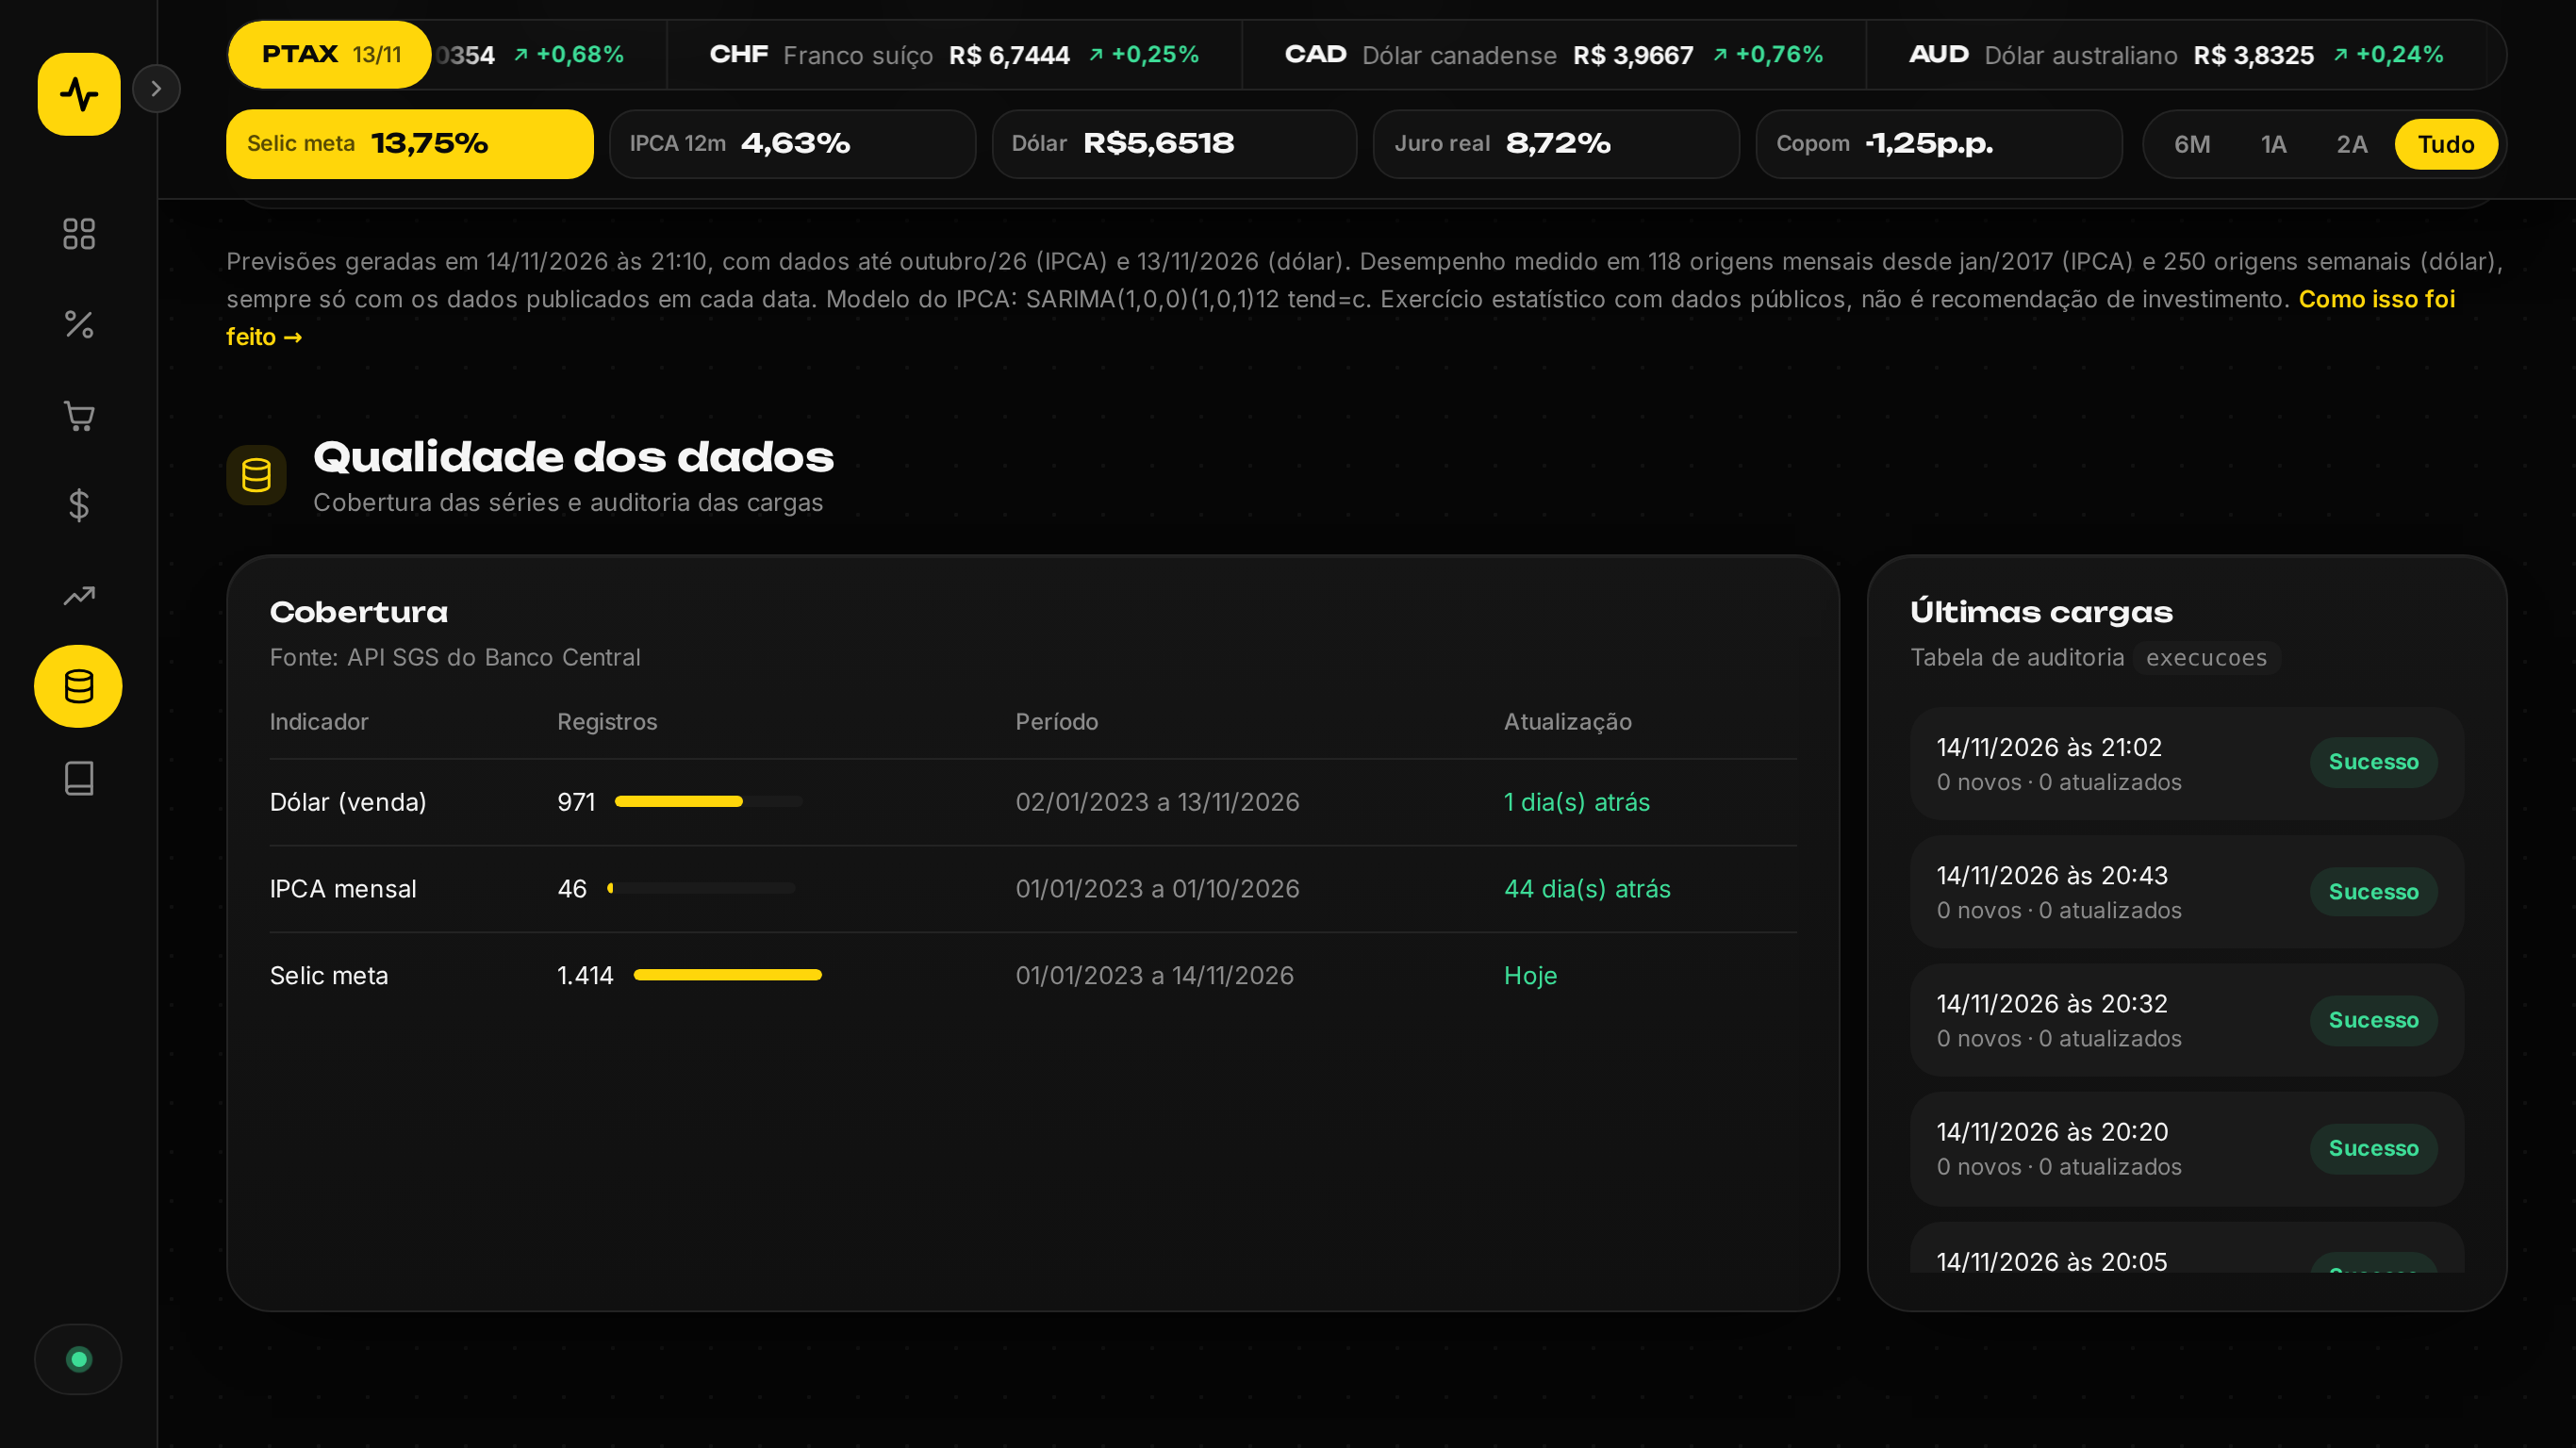 PTAX 13/11 0354 ↗ +0,68% CHF Franco suíço R$ 6,7444 ↗ +0,25% CAD Dólar canadense R$ 3,9667 ↗ +0,76% AUD Dólar australiano R$ 3,8325 ↗ +0,24%
Selic meta 13,75% IPCA 12m 4,63% Dólar R$5,6518 Juro real 8,72% Copom -1,25p.p. 6M 1A 2A Tudo
Previsões geradas em 14/11/2026 às 21:10, com dados até outubro/26 (IPCA) e 13/11/2026 (dólar). Desempenho medido em 118 origens mensais desde jan/2017 (IPCA) e 250 origens semanais (dólar),
sempre só com os dados publicados em cada data. Modelo do IPCA: SARIMA(1,0,0)(1,0,1)12 tend=c. Exercício estatístico com dados públicos, não é recomendação de investimento. Como isso foi
feito →
Qualidade dos dados
Cobertura das séries e auditoria das cargas
Cobertura
Fonte: API SGS do Banco Central
Indicador Registros Período Atualização
Dólar (venda) 971 02/01/2023 a 13/11/2026 1 dia(s) atrás
IPCA mensal 46 01/01/2023 a 01/10/2026 44 dia(s) atrás
Selic meta 1.414 01/01/2023 a 14/11/2026 Hoje
Últimas cargas
Tabela de auditoria execucoes
14/11/2026 às 21:02 Sucesso
0 novos · 0 atualizados
14/11/2026 às 20:43 Sucesso
0 novos · 0 atualizados
14/11/2026 às 20:32 Sucesso
0 novos · 0 atualizados
14/11/2026 às 20:20 Sucesso
0 novos · 0 atualizados
14/11/2026 às 20:05